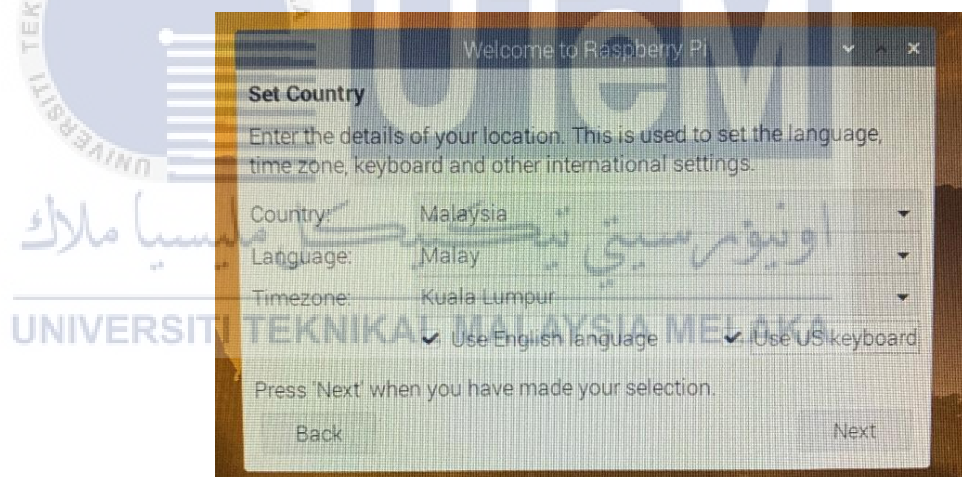 Welcome to Raspberry Pi
Set Country
Enter the details of your location. This is used to set the language,
time zone, keyboard and other international settings.
Country: Malaysia
Language: Malay
Timezone: Kuala Lumpur
Use English language Use US keyboard
Press 'Next' when you have made your selection.
Back Next
UTeM
UNIVERSITI TEK
اونيۏرسيتي تيكنيكل مليسيا ملاك
UNIVERSITI TEKNIKAL MALAYSIA MELAKA